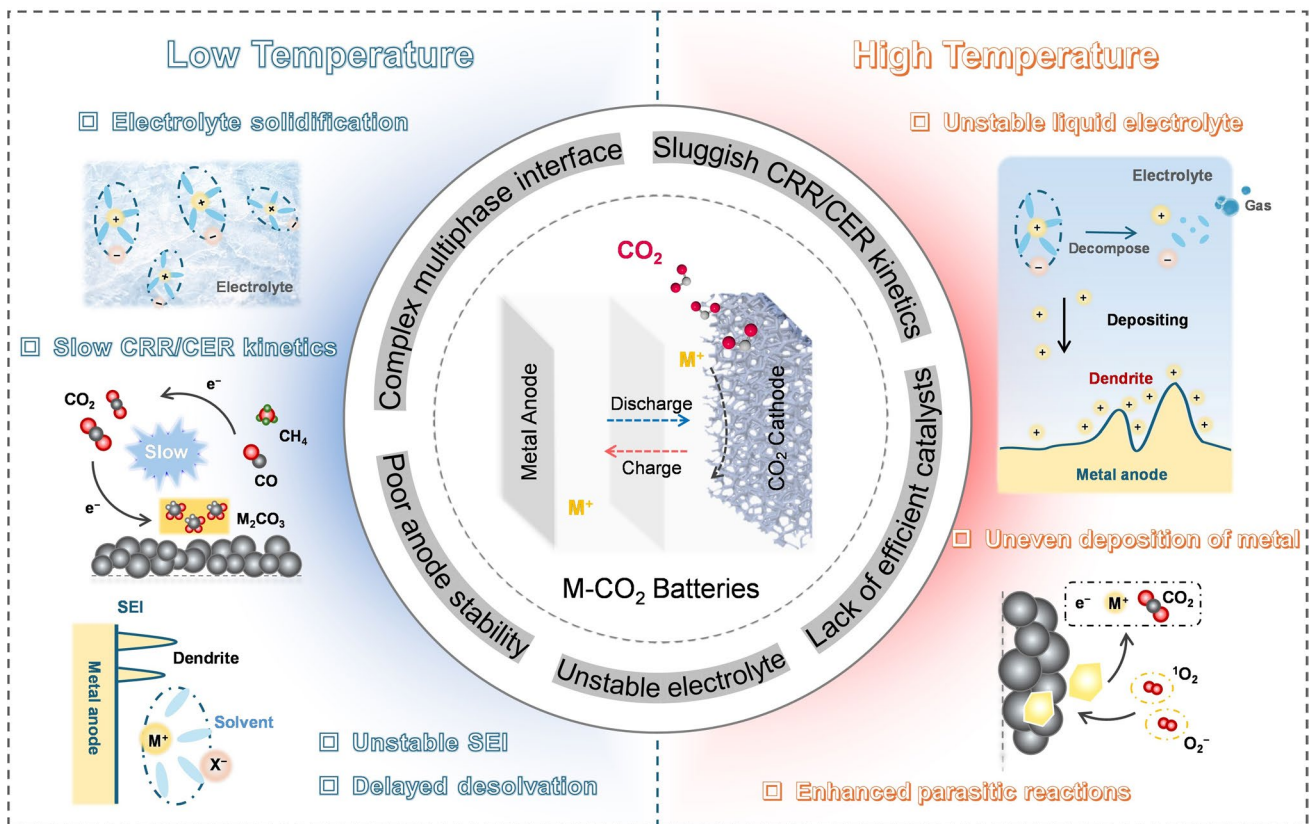 Low Temperature
Electrolyte solidification
+
+
+
+
−
−
−
−
Electrolyte
Slow CRR/CER kinetics
CO₂
e⁻
CH₄
Slow
CO
e⁻
M₂CO₃
SEI
Dendrite
Metal anode
Solvent
M⁺
X⁻
Unstable SEI
Delayed desolvation
Complex multiphase interface
Sluggish CRR/CER kinetics
Poor anode stability
Unstable electrolyte
Lack of efficient catalysts
CO₂
M⁺
Metal Anode
Discharge
Charge
CO₂ Cathode
M⁺
M-CO₂ Batteries
High Temperature
Unstable liquid electrolyte
Electrolyte
Gas
+
+
Decompose
−
−
+
+
+
+
Depositing
Dendrite
+
+
+
+
+
+
+
+
Metal anode
Uneven deposition of metal
e⁻ M⁺ CO₂
¹O₂
O₂⁻
Enhanced parasitic reactions